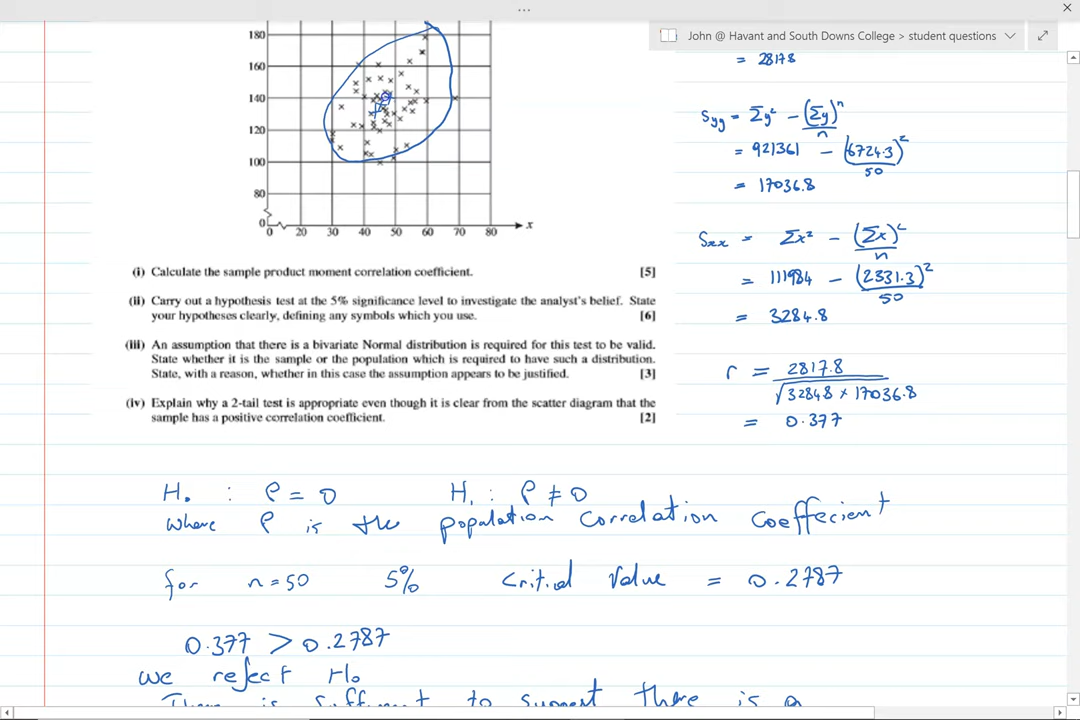 John @ Havant and South Downs College > student questions
180
160
140
120
100
80
0
0 20 30 40 50 60 70 80 x
= 28178
Syy = Σy² - (Σy)ⁿ/n
= 921361 - (6724.3)²/50
= 17036.8
Sxx = Σx² - (Σx)²/n
= 111984 - (2331.3)²/50
= 3284.8
r = 2817.8/√3284.8 × 17036.8
= 0.377
(i) Calculate the sample product moment correlation coefficient. [5]
(ii) Carry out a hypothesis test at the 5% significance level to investigate the analyst's belief. State
your hypotheses clearly, defining any symbols which you use. [6]
(iii) An assumption that there is a bivariate Normal distribution is required for this test to be valid.
State whether it is the sample or the population which is required to have such a distribution.
State, with a reason, whether in this case the assumption appears to be justified. [3]
(iv) Explain why a 2-tail test is appropriate even though it is clear from the scatter diagram that the
sample has a positive correlation coefficient. [2]
H₀ : ρ = 0 H₁ : ρ ≠ 0
where ρ is the population correlation coeffecient
for n=50 5% critical value = 0.2787
0.377 > 0.2787
we reject H₀
There is to suggest there is a